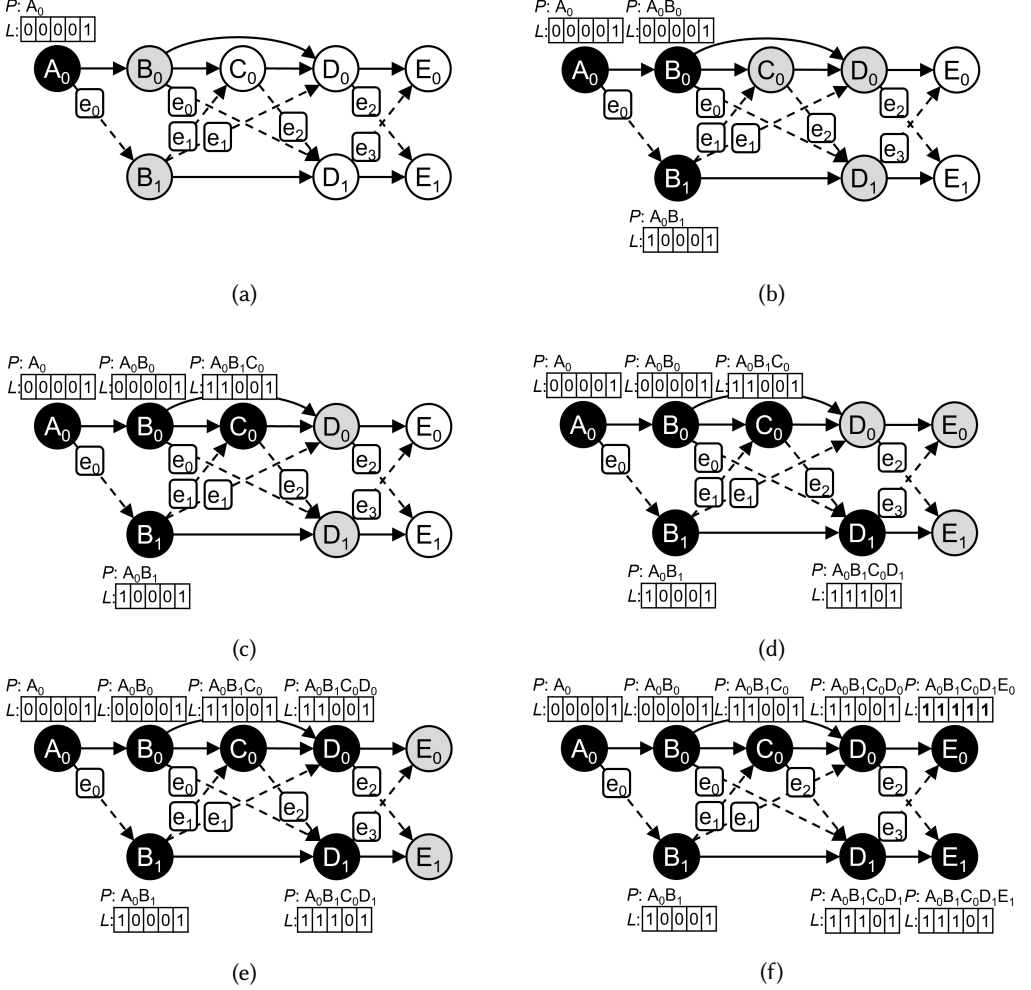 P: A₀ P: A₀ P: A₀B₀
L: 0 0 0 0 1 L: 0 0 0 0 1 L: 0 0 0 0 1
A₀ B₀ C₀ D₀ E₀ A₀ B₀ C₀ D₀ E₀
e₀ e₀ e₂ e₀ e₀ e₂
e₁ e₁ e₂ e₃ e₁ e₁ e₂ e₃
B₁ D₁ E₁ B₁ D₁ E₁
P: A₀B₁
L: 1 0 0 0 1
(a) (b)
P: A₀ P: A₀B₀ P: A₀B₁C₀ P: A₀ P: A₀B₀ P: A₀B₁C₀
L: 0 0 0 0 1 L: 0 0 0 0 1 L: 1 1 0 0 1 L: 0 0 0 0 1 L: 0 0 0 0 1 L: 1 1 0 0 1
A₀ B₀ C₀ D₀ E₀ A₀ B₀ C₀ D₀ E₀
e₀ e₀ e₂ e₀ e₀ e₂
e₁ e₁ e₂ e₃ e₁ e₁ e₂ e₃
B₁ D₁ E₁ B₁ D₁ E₁
P: A₀B₁ P: A₀B₁ P: A₀B₁C₀D₁
L: 1 0 0 0 1 L: 1 0 0 0 1 L: 1 1 1 0 1
(c) (d)
P: A₀ P: A₀B₀ P: A₀B₁C₀ P: A₀B₁C₀D₀ P: A₀ P: A₀B₀ P: A₀B₁C₀ P: A₀B₁C₀D₀ P: A₀B₁C₀D₁E₀
L: 0 0 0 0 1 L: 0 0 0 0 1 L: 1 1 0 0 1 L: 1 1 0 0 1 L: 0 0 0 0 1 L: 0 0 0 0 1 L: 1 1 0 0 1 L: 1 1 0 0 1 L: 1 1 1 1 1
A₀ B₀ C₀ D₀ E₀ A₀ B₀ C₀ D₀ E₀
e₀ e₀ e₂ e₀ e₀ e₂ e₂
e₁ e₁ e₂ e₃ e₁ e₁ e₃
B₁ D₁ E₁ B₁ D₁ E₁
P: A₀B₁ P: A₀B₁C₀D₁ P: A₀B₁ P: A₀B₁C₀D₁ P: A₀B₁C₀D₁E₁
L: 1 0 0 0 1 L: 1 1 1 0 1 L: 1 0 0 0 1 L: 1 1 1 0 1 L: 1 1 1 0 1
(e) (f)